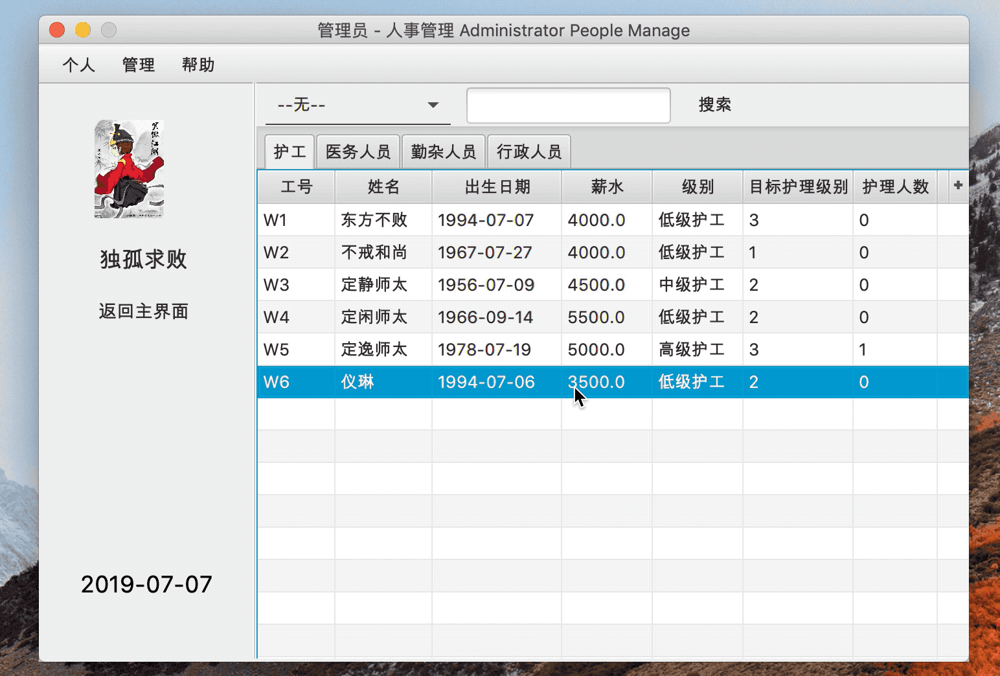 管理员 - 人事管理 Administrator People Manage
个人 管理 帮助
--无-- 搜索
笑傲江湖
独孤求败
返回主界面
2019-07-07
护工 医务人员 勤杂人员 行政人员
工号 姓名 出生日期 薪水 级别 目标护理级别 护理人数 +
W1 东方不败 1994-07-07 4000.0 低级护工 3 0
W2 不戒和尚 1967-07-27 4000.0 低级护工 1 0
W3 定静师太 1956-07-09 4500.0 中级护工 2 0
W4 定闲师太 1966-09-14 5500.0 低级护工 2 0
W5 定逸师太 1978-07-19 5000.0 高级护工 3 1
W6 仪琳 1994-07-06 3500.0 低级护工 2 0